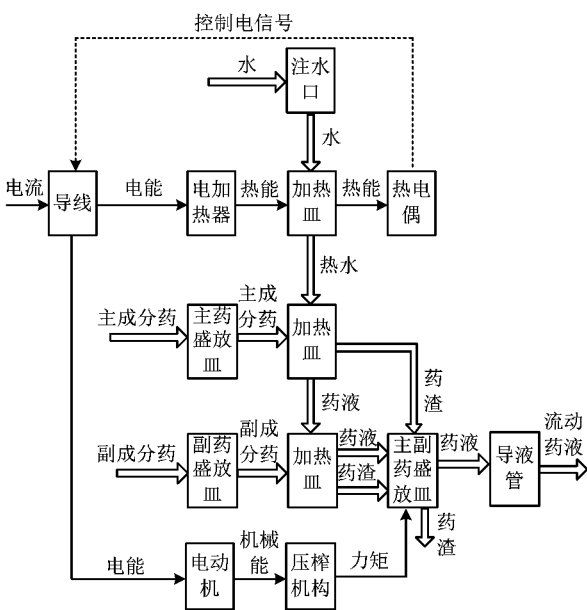 控制电信号
水
注水
口
水
电流
导线
电能
电加
热器
热能
加热
皿
热能
热电
偶
热水
主成分药
主药
盛放
皿
主成
分药
加热
皿
药
渣
药液
副成分药
副药
盛放
皿
副成
分药
加热
皿
药液
药渣
主副
药盛
放皿
药液
导液
管
流动
药液
药
渣
电能
电动
机
机械
能
压榨
机构
力矩